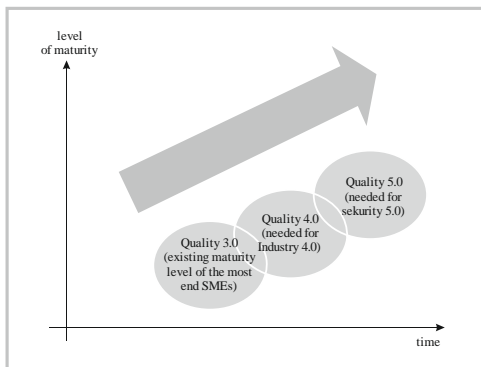 level
of maturity
Quality 5.0
(needed for
sekurity 5.0)
Quality 4.0
(needed for
Industry 4.0)
Quality 3.0
(existing maturity
level of the most
end SMEs)
time